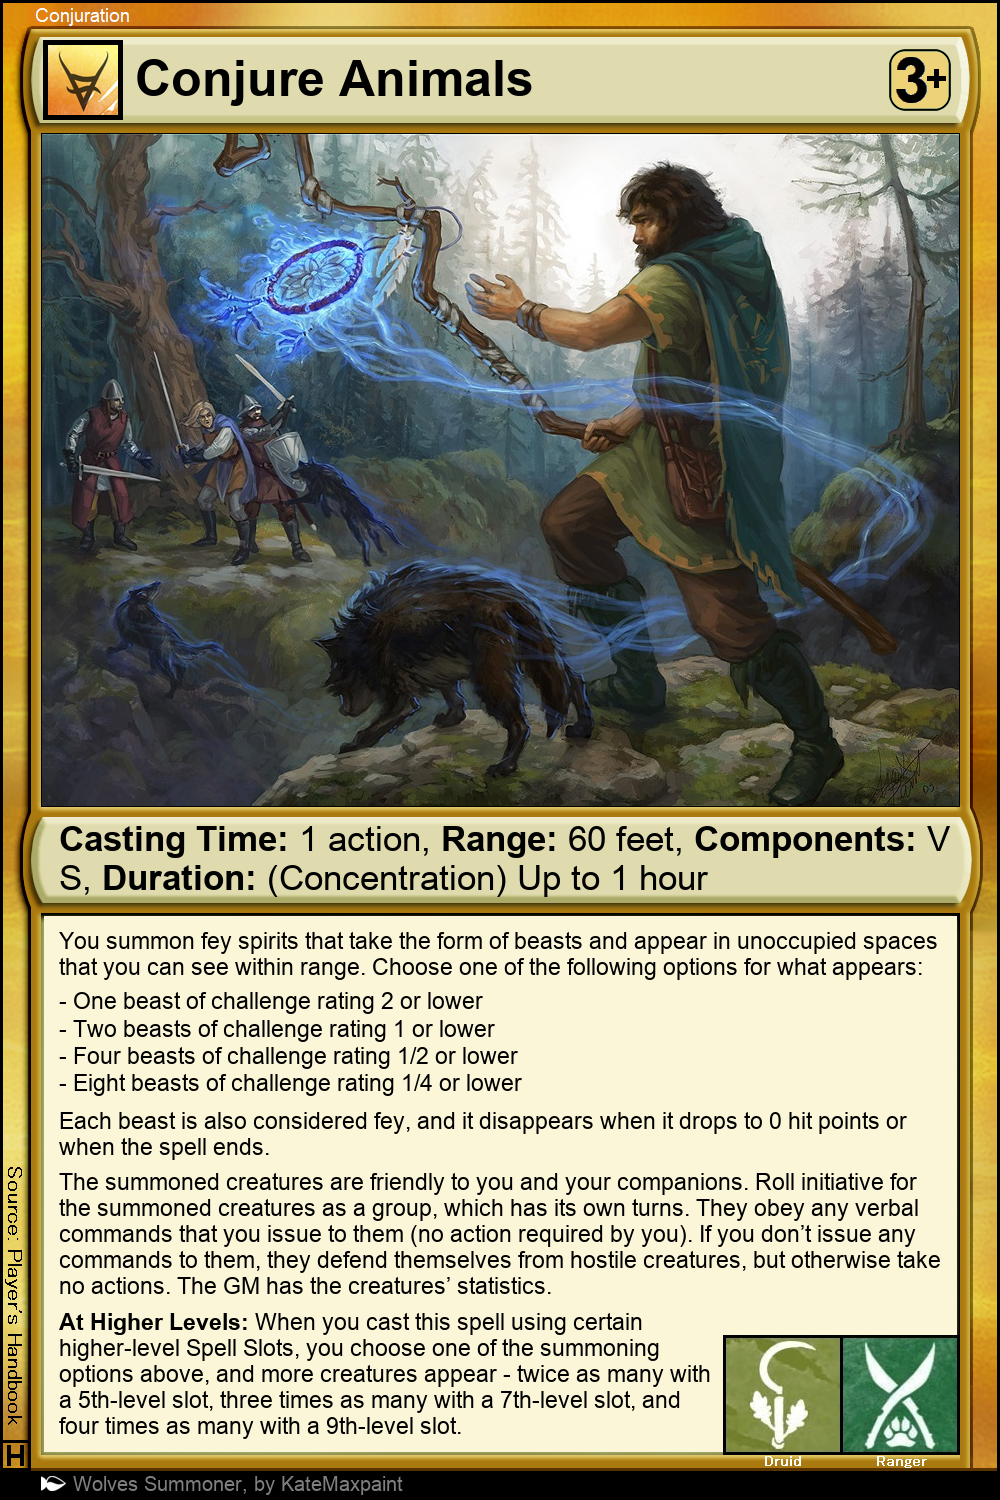 Conjuration
Conjure Animals
3+
Casting Time: 1 action, Range: 60 feet, Components: V
S, Duration: (Concentration) Up to 1 hour
You summon fey spirits that take the form of beasts and appear in unoccupied spaces
that you can see within range. Choose one of the following options for what appears:
- One beast of challenge rating 2 or lower
- Two beasts of challenge rating 1 or lower
- Four beasts of challenge rating 1/2 or lower
- Eight beasts of challenge rating 1/4 or lower
Each beast is also considered fey, and it disappears when it drops to 0 hit points or
when the spell ends.
The summoned creatures are friendly to you and your companions. Roll initiative for
the summoned creatures as a group, which has its own turns. They obey any verbal
commands that you issue to them (no action required by you). If you don’t issue any
commands to them, they defend themselves from hostile creatures, but otherwise take
no actions. The GM has the creatures’ statistics.
At Higher Levels: When you cast this spell using certain
higher-level Spell Slots, you choose one of the summoning
options above, and more creatures appear - twice as many with
a 5th-level slot, three times as many with a 7th-level slot, and
four times as many with a 9th-level slot.
Druid
Ranger
Source: Player's Handbook
H
Wolves Summoner, by KateMaxpaint